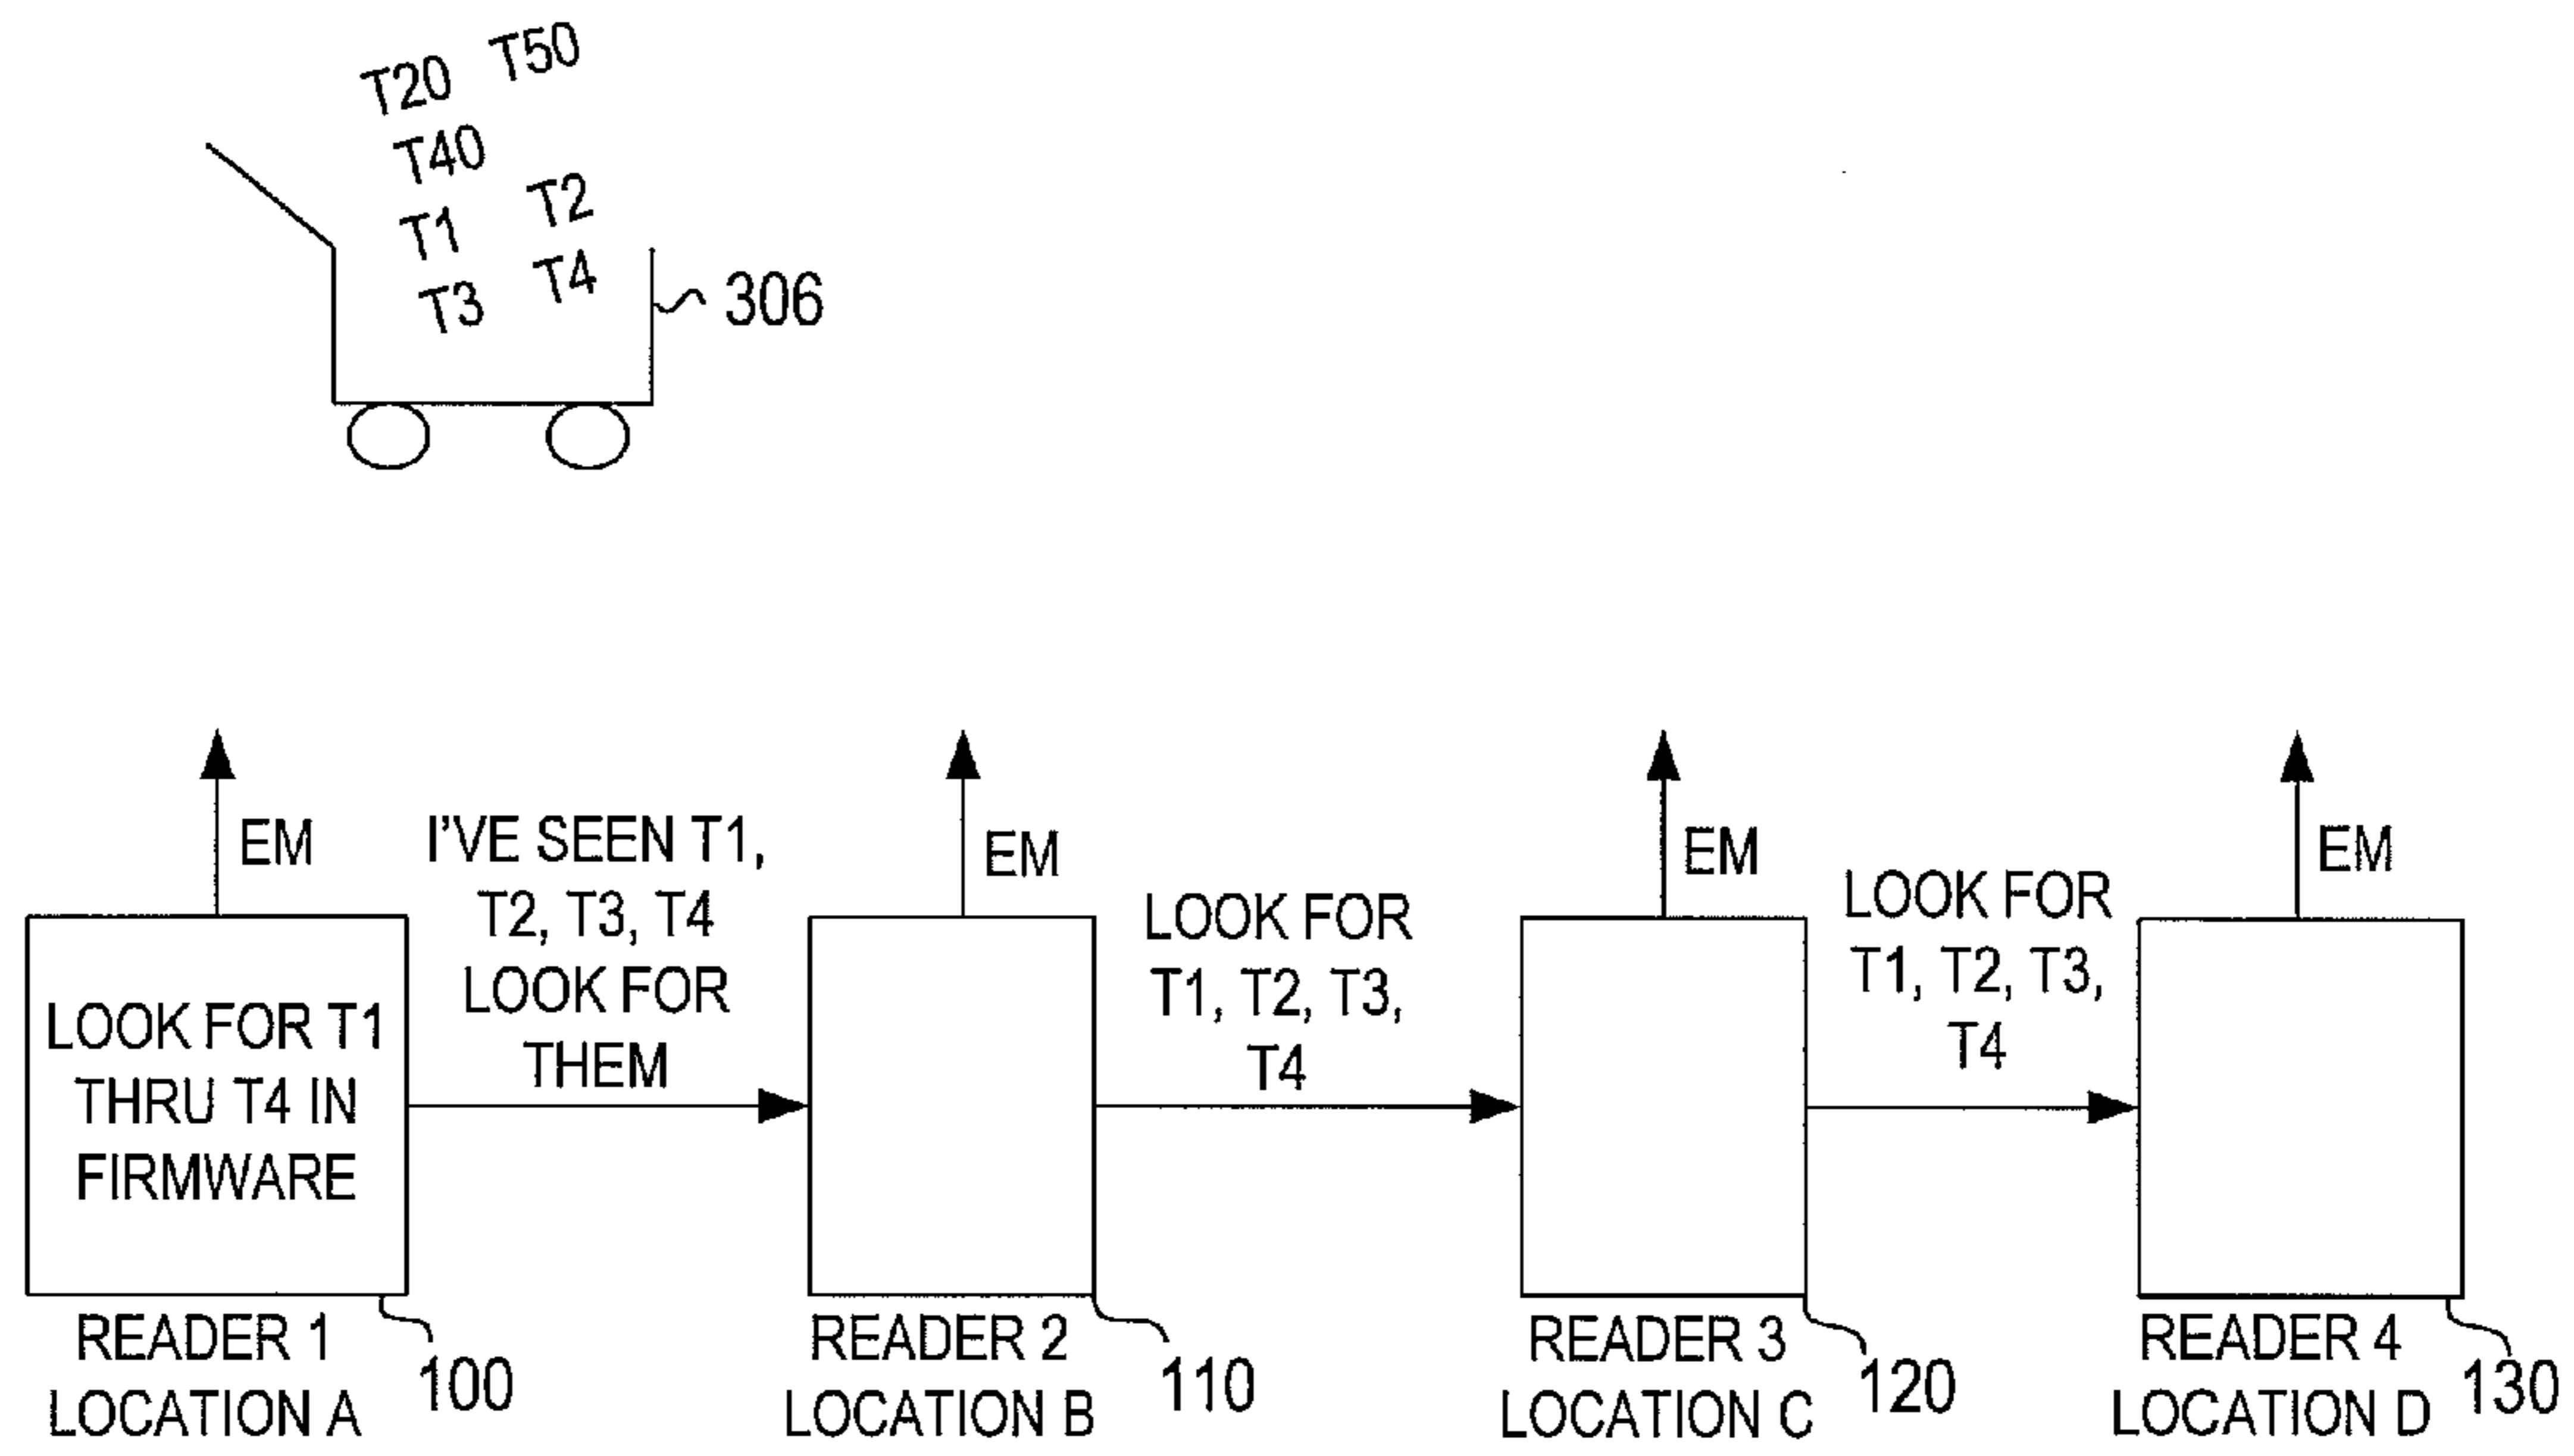 T20 T50
T40
T1 T2
T3 T4
306
EM
I'VE SEEN T1,
T2, T3, T4
LOOK FOR
THEM
EM
LOOK FOR
T1, T2, T3,
T4
EM
LOOK FOR
T1, T2, T3,
T4
EM
LOOK FOR T1
THRU T4 IN
FIRMWARE
READER 1
LOCATION A
100
READER 2
LOCATION B
110
READER 3
LOCATION C
120
READER 4
LOCATION D
130